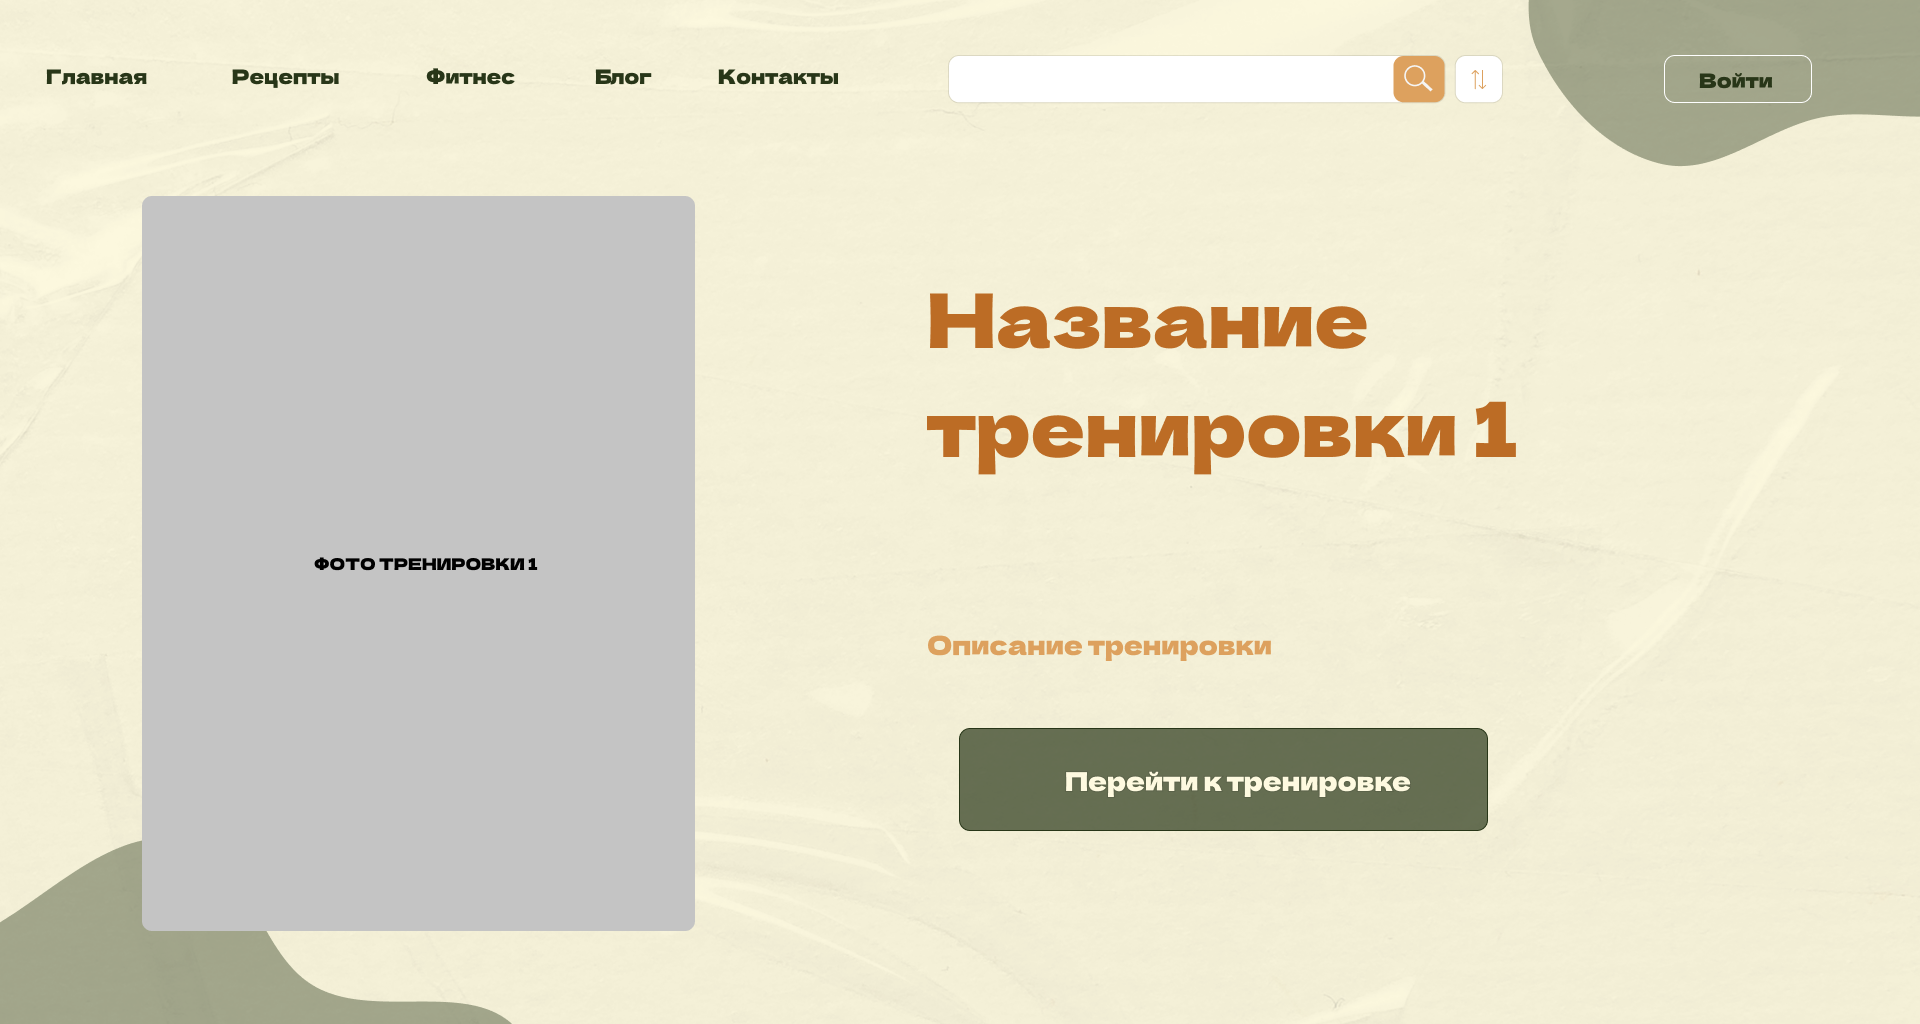 Главная Рецепты Фитнес Блог Контакты Войти
Название
тренировки 1
ФОТО ТРЕНИРОВКИ 1
Описание тренировки
Перейти к тренировке